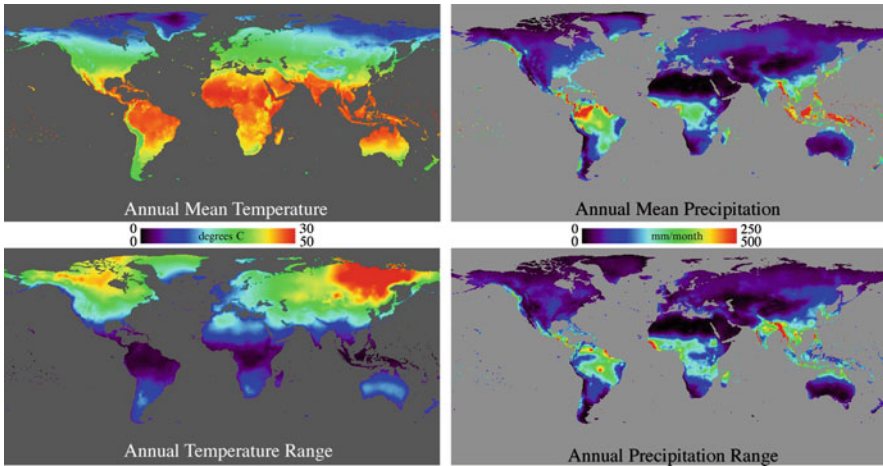 Annual Mean Temperature
Annual Mean Precipitation
0 degrees C 30
0 50
0 mm/month 250
0 500
Annual Temperature Range
Annual Precipitation Range